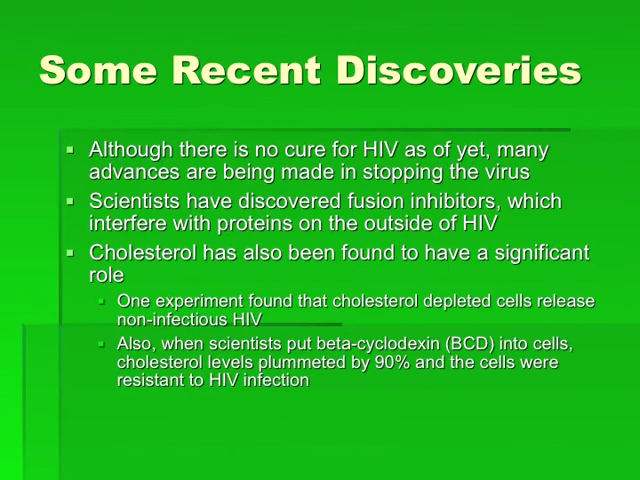 Some Recent Discoveries
Although there is no cure for HIV as of yet, many
advances are being made in stopping the virus
Scientists have discovered fusion inhibitors, which
interfere with proteins on the outside of HIV
Cholesterol has also been found to have a significant
role
One experiment found that cholesterol depleted cells release
non-infectious HIV
Also, when scientists put beta-cyclodexin (BCD) into cells,
cholesterol levels plummeted by 90% and the cells were
resistant to HIV infection